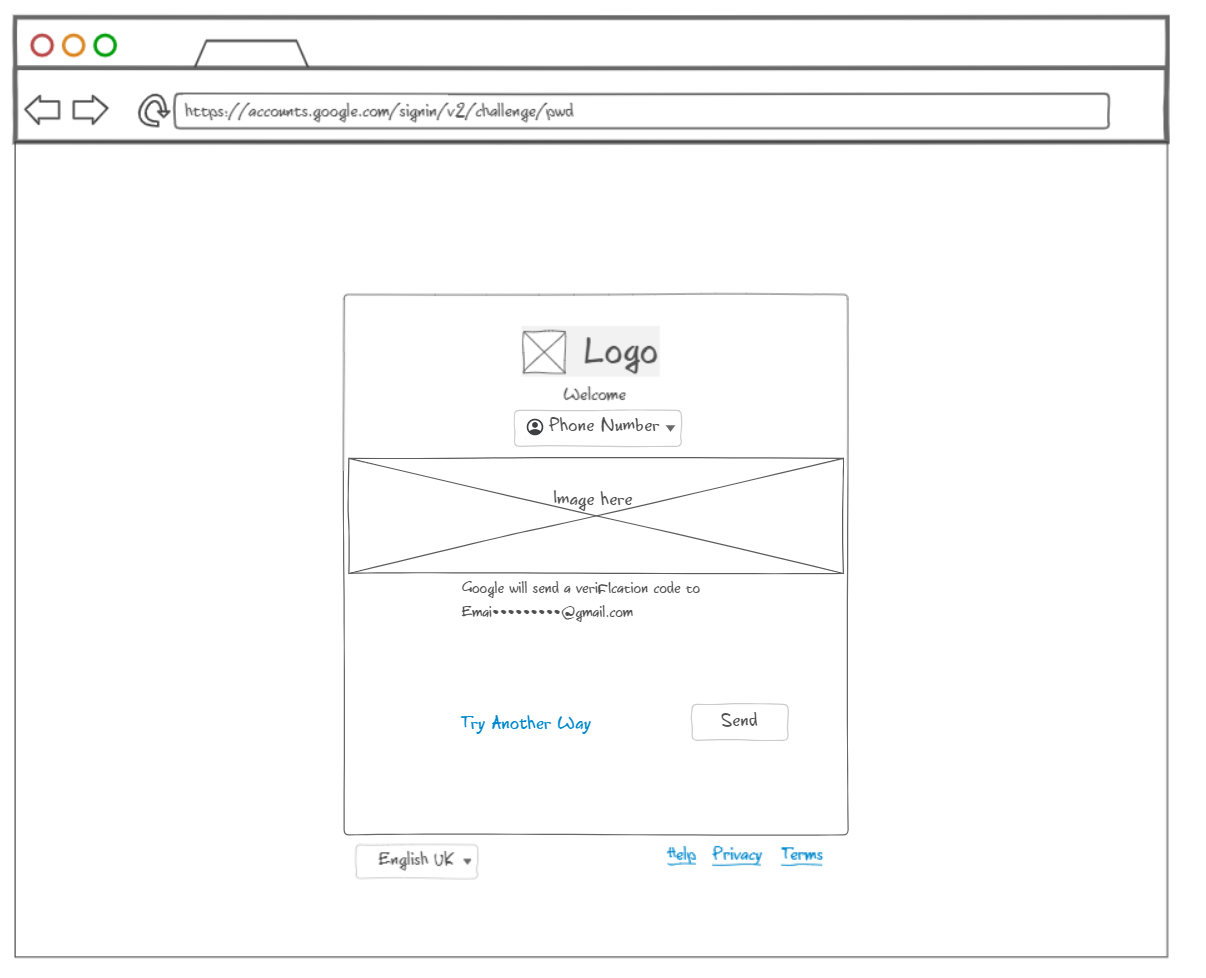 https://accounts.google.com/signin/v2/challenge/pwd
Logo
Welcome
Phone Number
Image here
Google will send a verification code to
Emai•••••••••@gmail.com
Try Another Way
Send
English UK
Help Privacy Terms